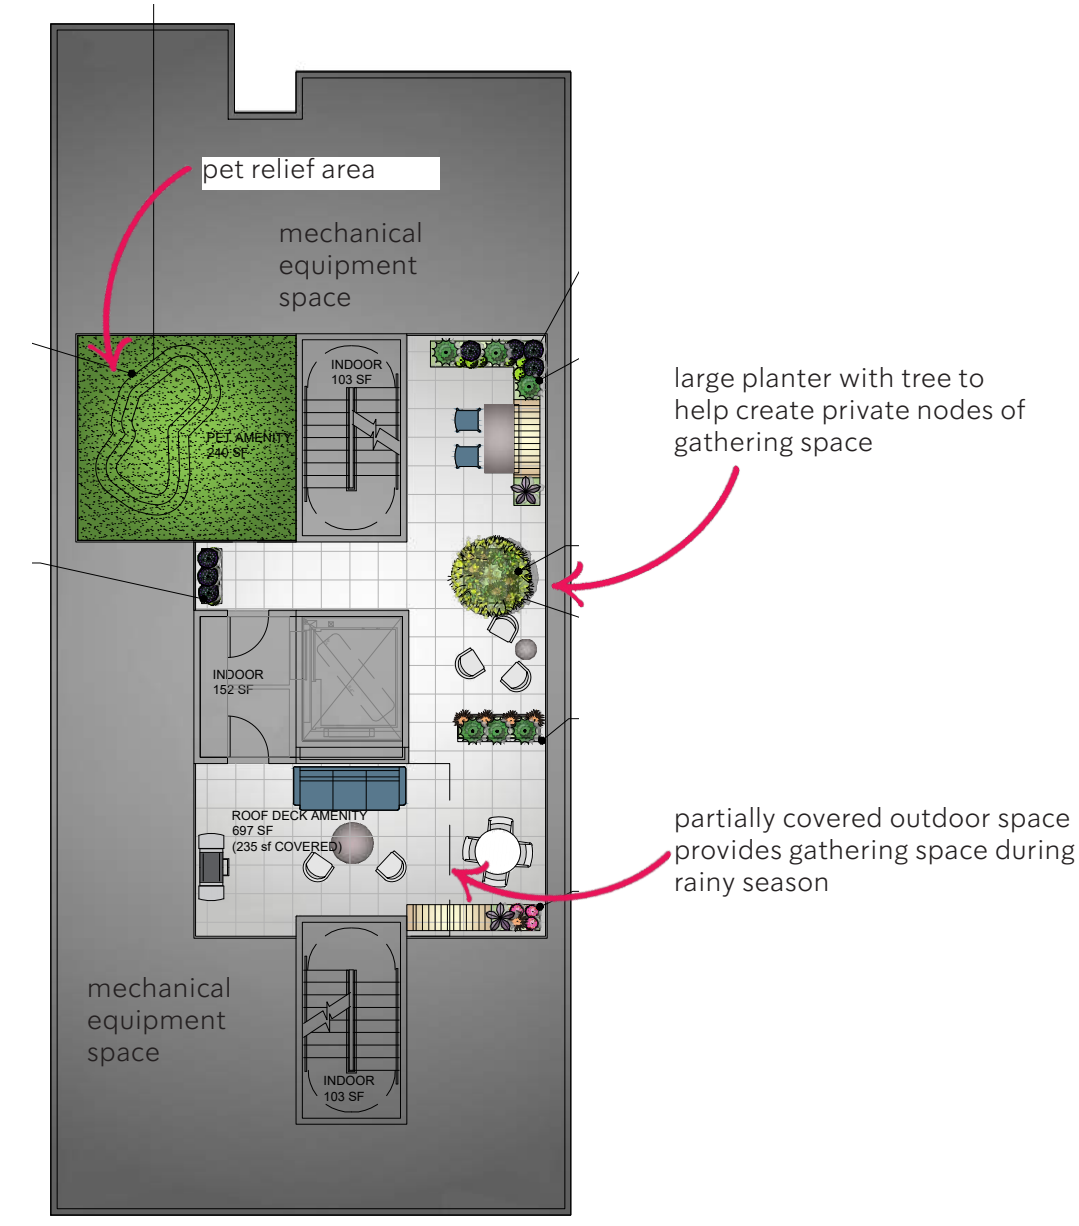 pet relief area
mechanical
equipment
space
INDOOR
103 SF
large planter with tree to
help create private nodes of
gathering space
PET AMENITY
240 SF
INDOOR
152 SF
ROOF DECK AMENITY
697 SF
(235 sf COVERED)
partially covered outdoor space
provides gathering space during
rainy season
mechanical
equipment
space
INDOOR
103 SF